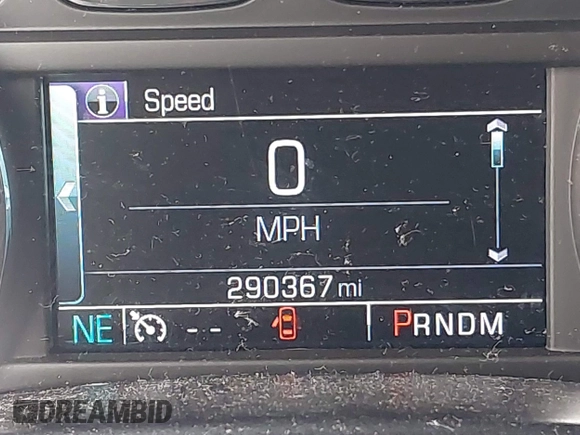 i Speed
0
MPH
290367 mi
NE -- PRNDM
DREAMBID